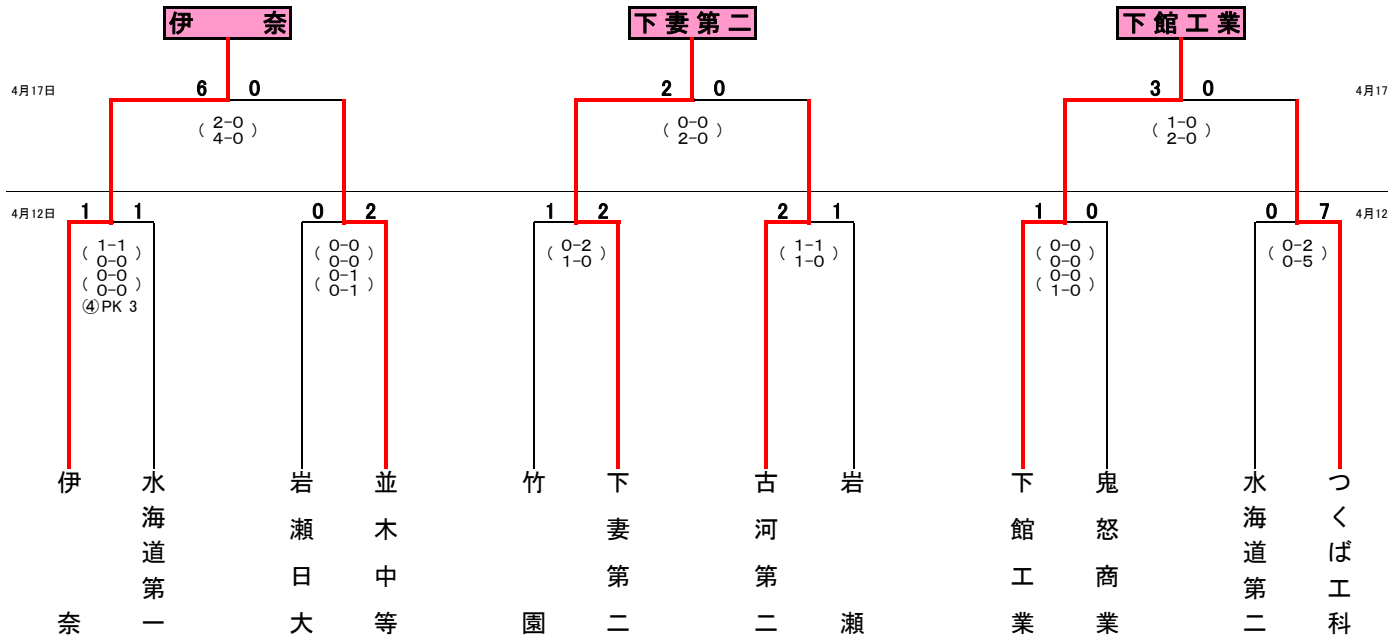 伊　奈
下妻第二
下館工業
4月17日
6 0
2 0
3 0
4月17
( 2-0
4-0 )
( 0-0
2-0 )
( 1-0
2-0 )
4月12日
1 1
0 2
1 2
2 1
1 0
0 7
4月12
( 1-1
0-0 )
( 0-0
0-0 )
④PK 3
( 0-0
0-0 )
( 0-1
0-1 )
( 0-2
1-0 )
( 1-1
1-0 )
( 0-0
0-0 )
( 0-0
1-0 )
( 0-2
0-5 )
伊奈
水海道第一
岩瀬日大
並木中等
竹園
下妻第二
古河第二
岩瀬
下館工業
鬼怒商業
水海道第二
つくば工科